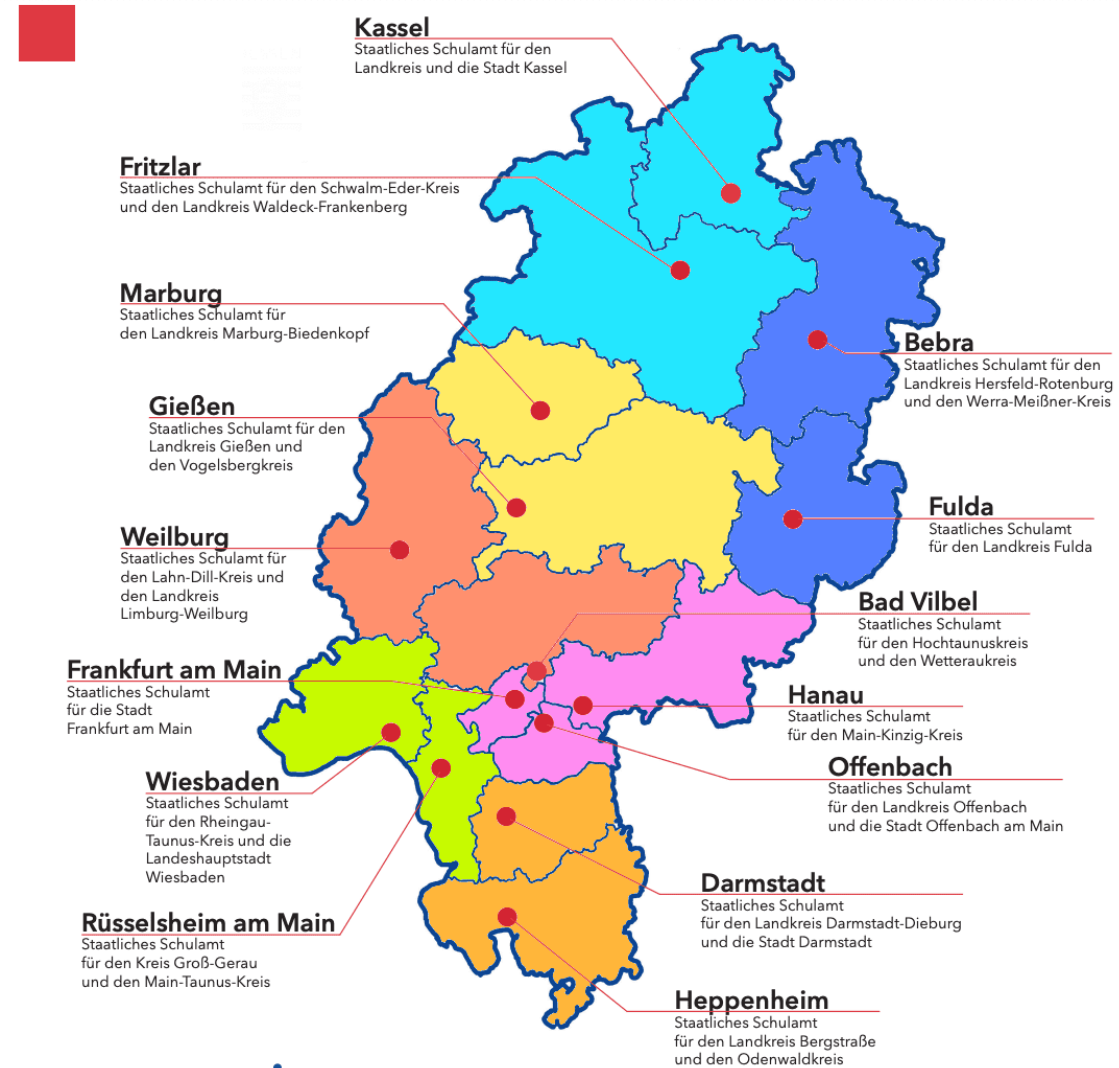 Kassel
Staatliches Schulamt für den
Landkreis und die Stadt Kassel
Fritzlar
Staatliches Schulamt für den Schwalm-Eder-Kreis
und den Landkreis Waldeck-Frankenberg
Marburg
Staatliches Schulamt für
den Landkreis Marburg-Biedenkopf
Bebra
Staatliches Schulamt für den
Landkreis Hersfeld-Rotenburg
und den Werra-Meißner-Kreis
Gießen
Staatliches Schulamt für den
Landkreis Gießen und
den Vogelsbergkreis
Fulda
Staatliches Schulamt
für den Landkreis Fulda
Weilburg
Staatliches Schulamt für
den Lahn-Dill-Kreis und
den Landkreis
Limburg-Weilburg
Bad Vilbel
Staatliches Schulamt
für den Hochtaunuskreis
und den Wetteraukreis
Frankfurt am Main
Staatliches Schulamt
für die Stadt
Frankfurt am Main
Hanau
Staatliches Schulamt
für den Main-Kinzig-Kreis
Offenbach
Staatliches Schulamt
für den Landkreis Offenbach
und die Stadt Offenbach am Main
Wiesbaden
Staatliches Schulamt
für den Rheingau-
Taunus-Kreis und die
Landeshauptstadt
Wiesbaden
Darmstadt
Staatliches Schulamt
für den Landkreis Darmstadt-Dieburg
und die Stadt Darmstadt
Rüsselsheim am Main
Staatliches Schulamt
für den Kreis Groß-Gerau
und den Main-Taunus-Kreis
Heppenheim
Staatliches Schulamt
für den Landkreis Bergstraße
und den Odenwaldkreis